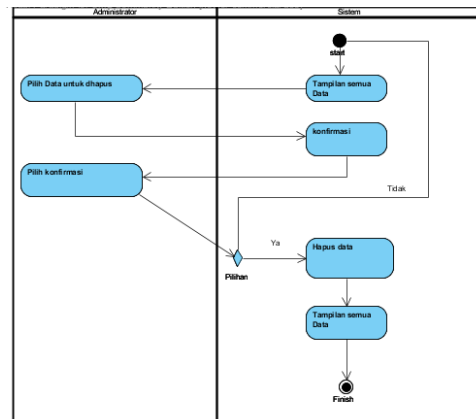 Administrator
Sistem
start
Pilih Data untuk dhapus
Tampilan semua
Data
konfirmasi
Pilih konfirmasi
Tidak
Ya
Pilihan
Hapus data
Tampilan semua
Data
Finish